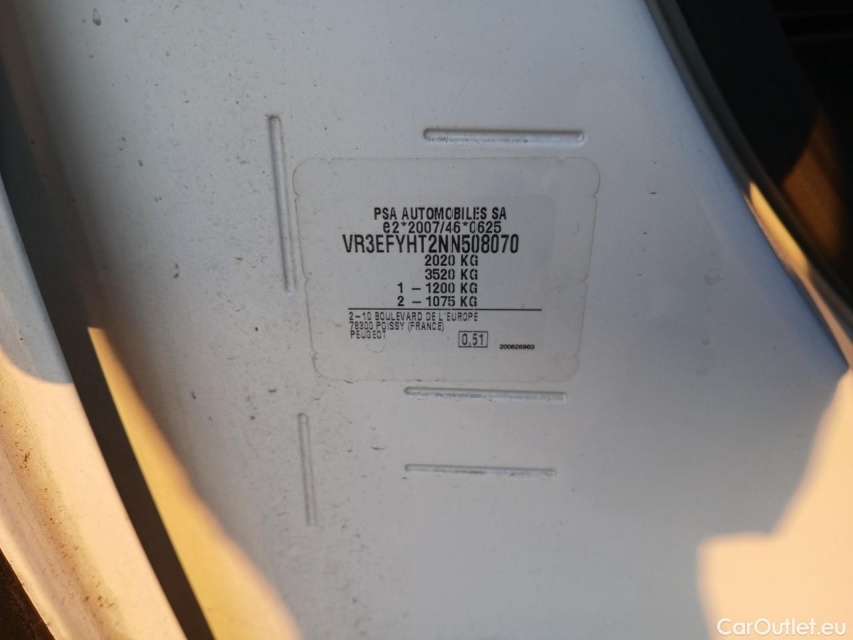 PSA AUTOMOBILES SA
e2*2007/46*0625
VR3EFYHT2NN508070
2020 KG
3520 KG
1 - 1200 KG
2 - 1075 KG
2-10 BOULEVARD DE L'EUROPE
78300 POISSY (FRANCE)
PEUGEOT
0,51
200626963
CarOutlet.eu